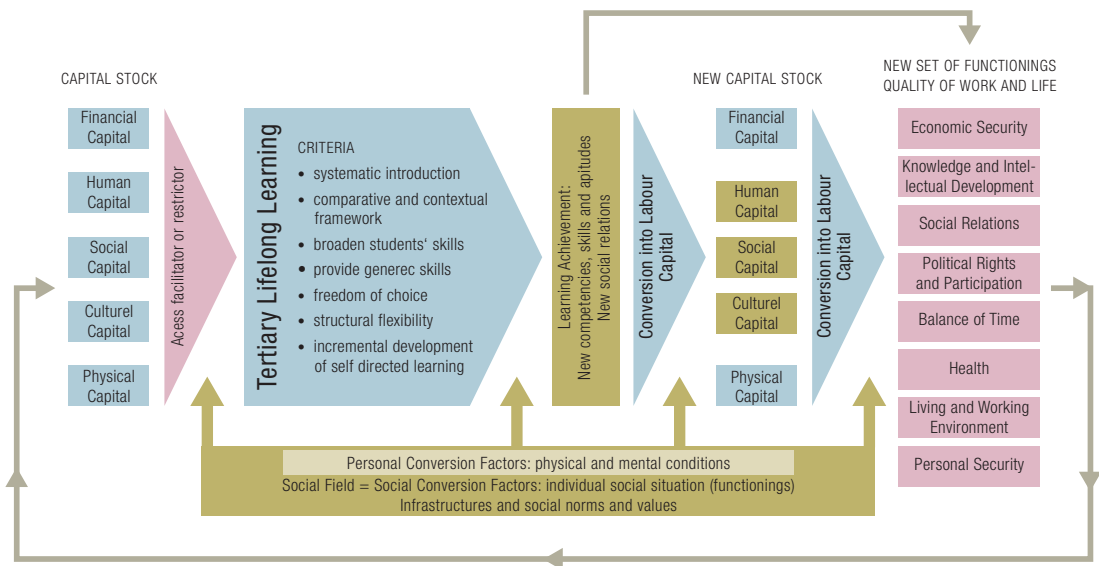 CAPITAL STOCK
Financial
Capital
Human
Capital
Social
Capital
Culturel
Capital
Physical
Capital
Acess facilitator or restrictor
Tertiary Lifelong Learning
CRITERIA
• systematic introduction
• comparative and contextual
framework
• broaden students‘ skills
• provide generec skills
• freedom of choice
• structural flexibility
• incremental development
of self directed learning
Learning Achievement:
New competencies, skills and apitudes
New social relations
Conversion into Labour
Capital
NEW CAPITAL STOCK
Financial
Capital
Human
Capital
Social
Capital
Culturel
Capital
Physical
Capital
Conversion into Labour
Capital
NEW SET OF FUNCTIONINGS
QUALITY OF WORK AND LIFE
Economic Security
Knowledge and Intel-
lectual Development
Social Relations
Political Rights
and Participation
Balance of Time
Health
Living and Working
Environment
Personal Security
Personal Conversion Factors: physical and mental conditions
Social Field = Social Conversion Factors: individual social situation (functionings)
Infrastructures and social norms and values